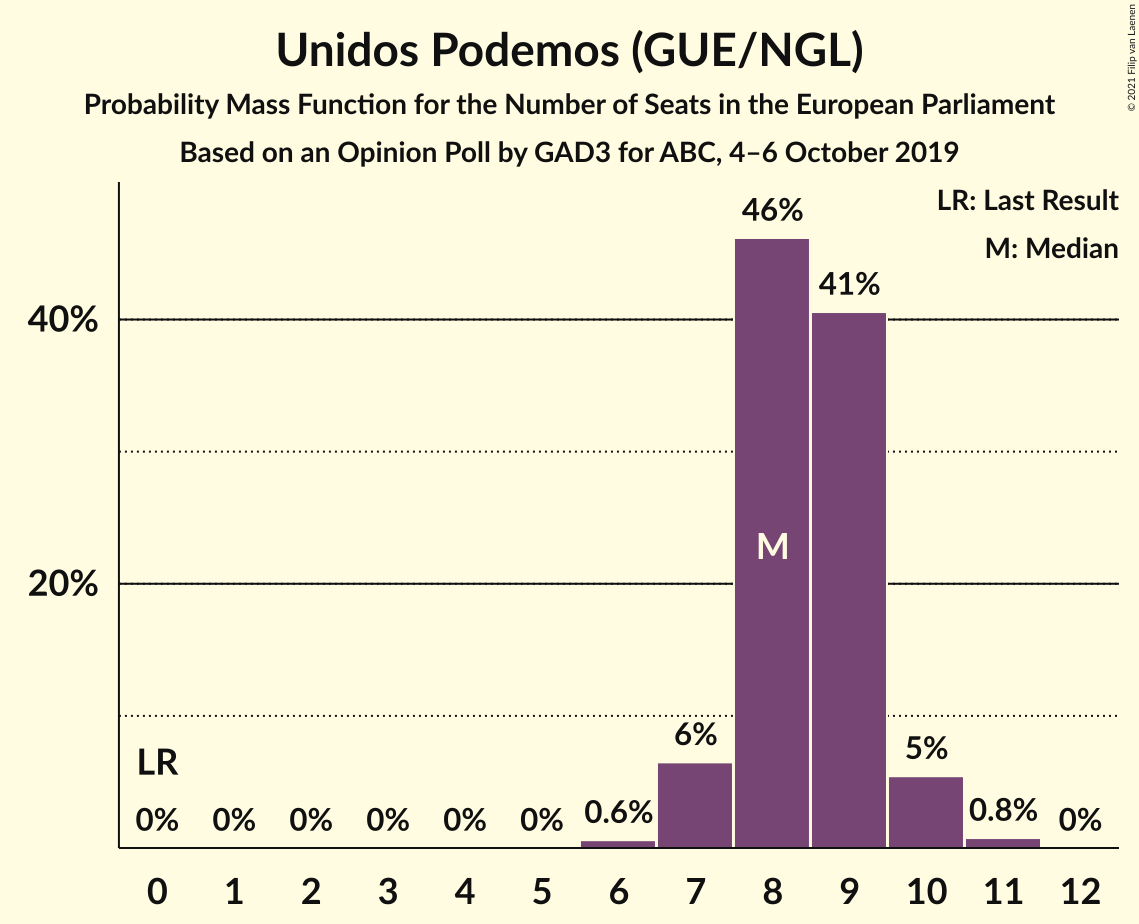 Unidos Podemos (GUE/NGL)
Probability Mass Function for the Number of Seats in the European Parliament
Based on an Opinion Poll by GAD3 for ABC, 4–6 October 2019
© 2021 Filip van Laenen
LR: Last Result
M: Median
46%
41%
40%
M
20%
6%
5%
LR
0% 0% 0% 0% 0% 0% 0.6% 0.8% 0%
0 1 2 3 4 5 6 7 8 9 10 11 12